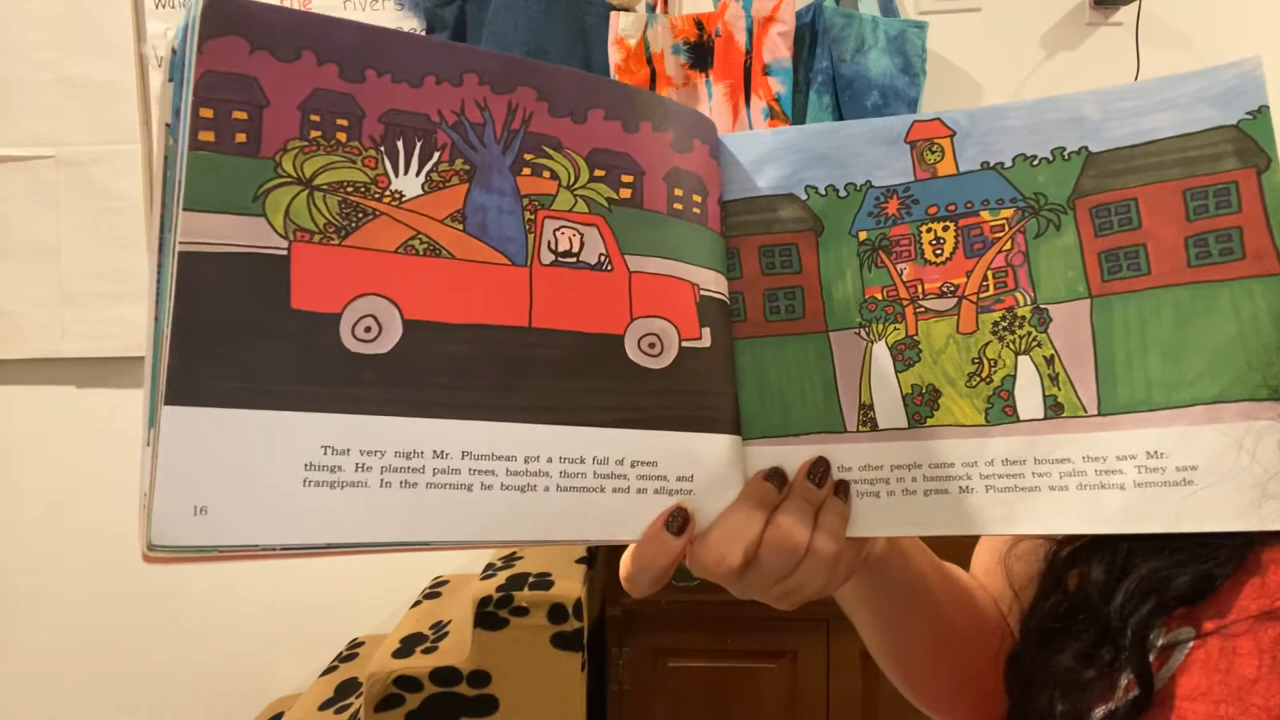 the rivers.
That very night Mr. Plumbean got a truck full of green
things. He planted palm trees, baobabs, thorn bushes, onions, and
frangipani. In the morning he bought a hammock and an alligator.
16
the other people came out of their houses, they saw Mr.
swinging in a hammock between two palm trees. They saw
lying in the grass. Mr. Plumbean was drinking lemonade.